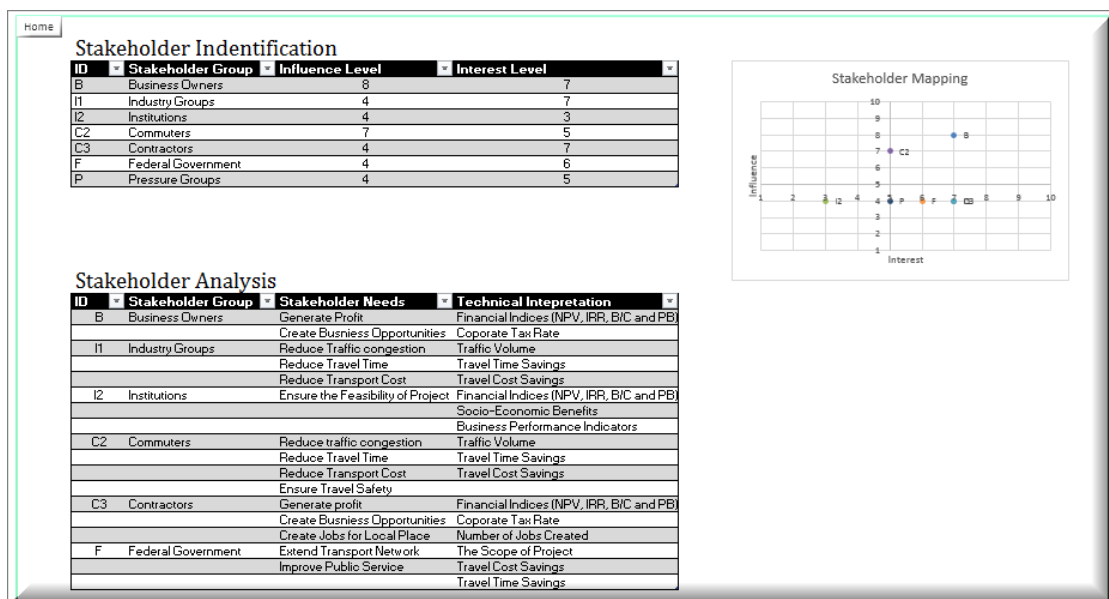 Home
Stakeholder Indentification
ID Stakeholder Group Influence Level Interest Level
B Business Owners 8 7
I1 Industry Groups 4 7
I2 Institutions 4 3
C2 Commuters 7 5
C3 Contractors 4 7
F Federal Government 4 6
P Pressure Groups 4 5
Stakeholder Mapping
10
9
8 B
7 C2
6
5
Influence
1 2 3 4 5 6 7 8 9 10
4 I2 P F
3
2
1
Interest
Stakeholder Analysis
ID Stakeholder Group Stakeholder Needs Technical Intepretation
B Business Owners Generate Profit Financial Indices (NPV, IRR, B/C and PB)
Create Busniess Opportunities Coporate Tax Rate
I1 Industry Groups Reduce Traffic congestion Traffic Volume
Reduce Travel Time Travel Time Savings
Reduce Transport Cost Travel Cost Savings
I2 Institutions Ensure the Feasibility of Project Financial Indices (NPV, IRR, B/C and PB)
Socio-Economic Benefits
Business Performance Indicators
C2 Commuters Reduce traffic congestion Traffic Volume
Reduce Travel Time Travel Time Savings
Reduce Transport Cost Travel Cost Savings
Ensure Travel Safety
C3 Contractors Generate profit Financial Indices (NPV, IRR, B/C and PB)
Create Busniess Opportunities Coporate Tax Rate
Create Jobs for Local Place Number of Jobs Created
F Federal Government Extend Transport Network The Scope of Project
Improve Public Service Travel Cost Savings
Travel Time Savings